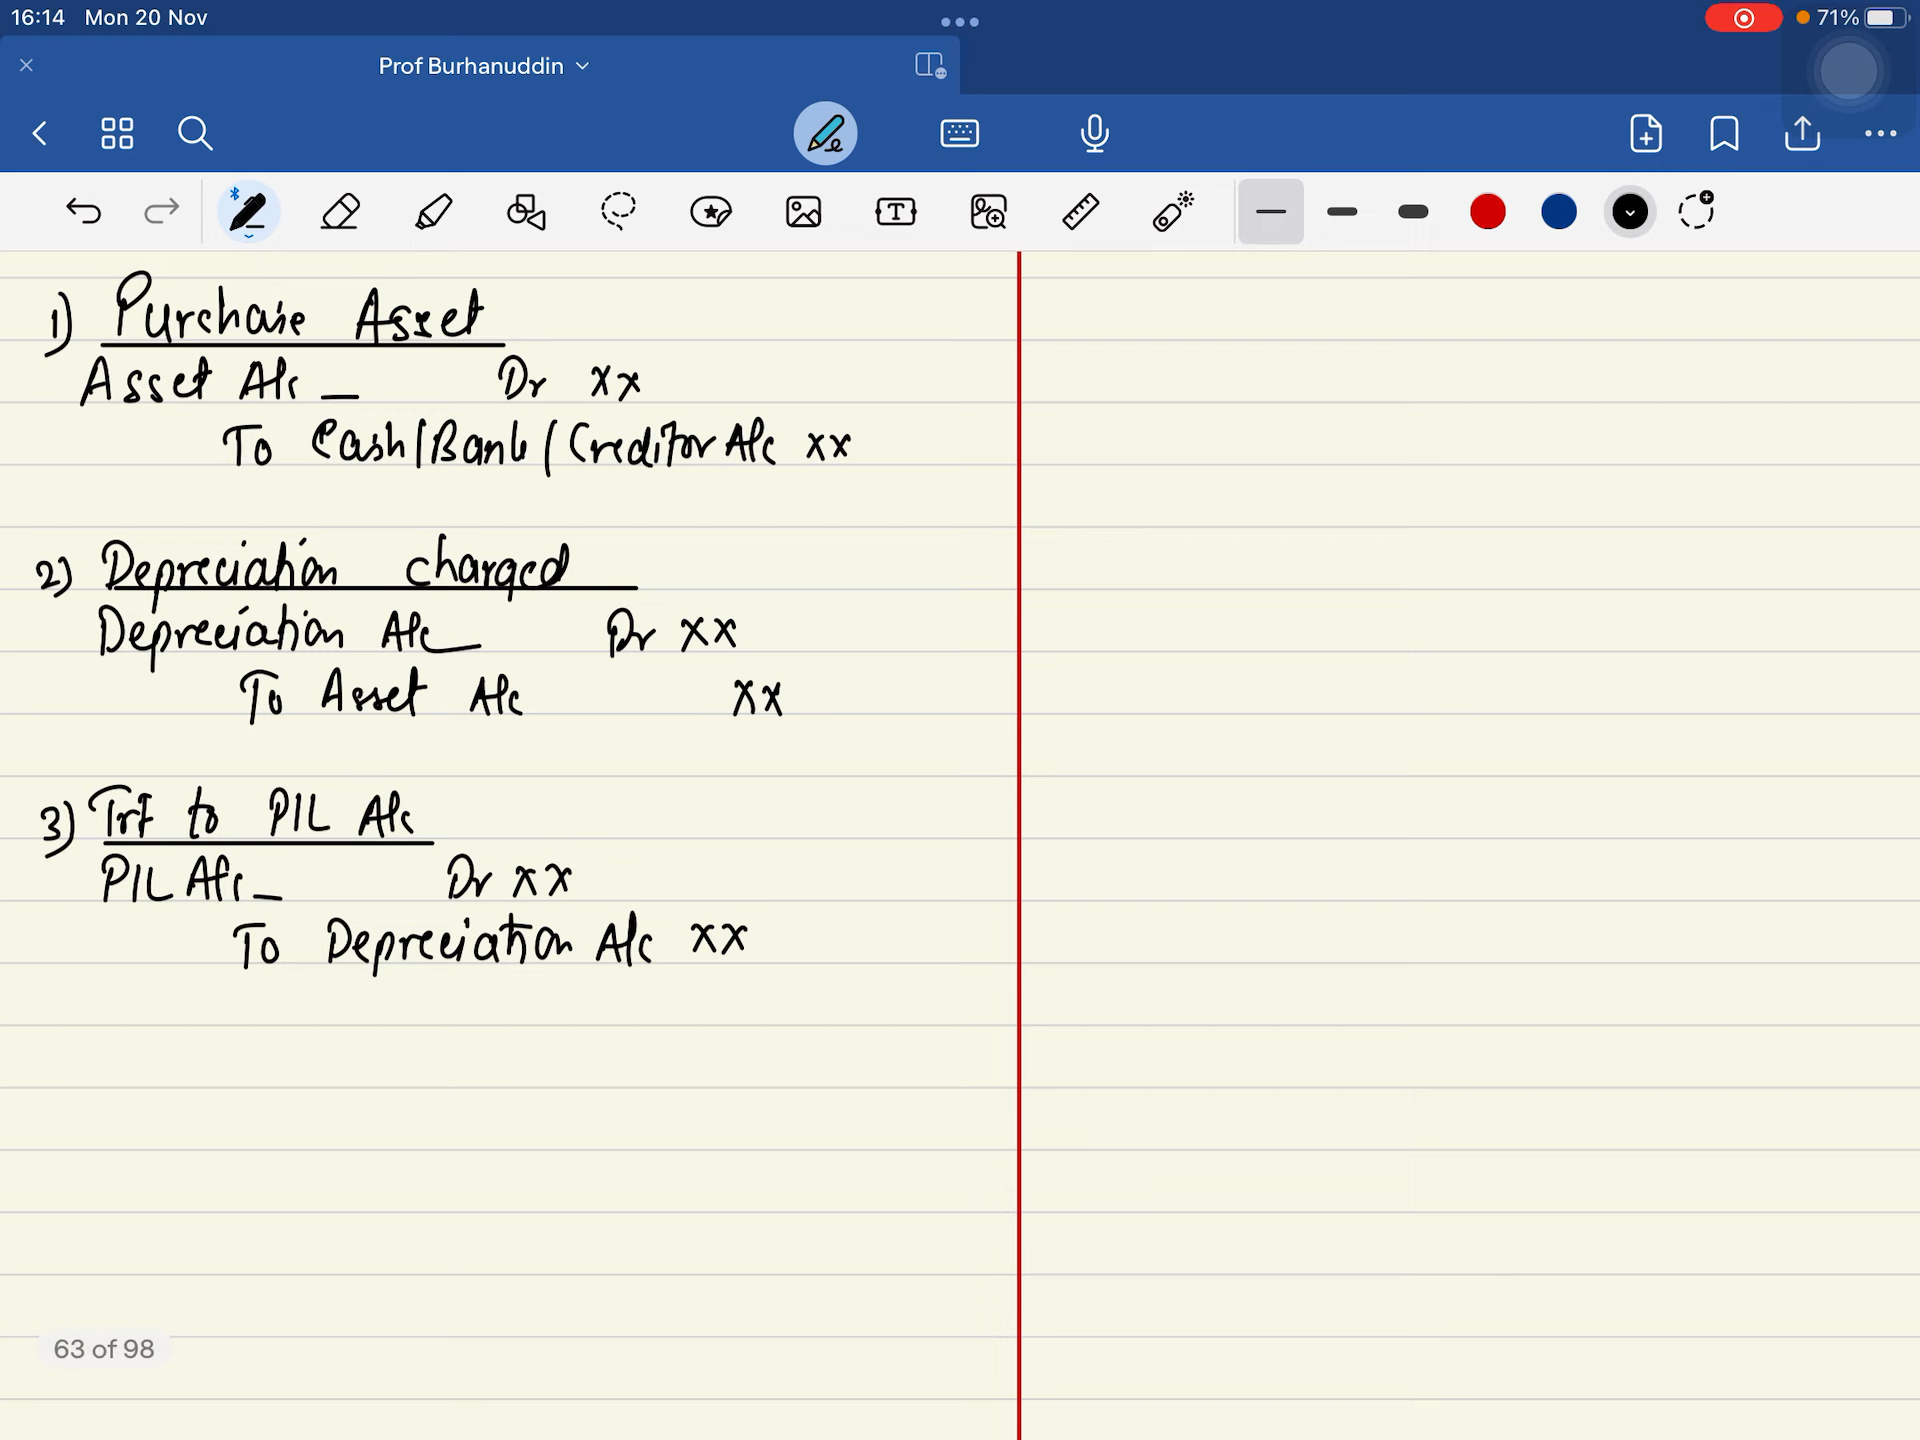 16:14 Mon 20 Nov
71%
Prof Burhanuddin
1) Purchase Asset
Asset A/c _ Dr xx
To Cash/Bank/Creditor A/c xx
2) Depreciation charged
Depreciation A/c _ Dr xx
To Asset A/c xx
3) Trf to P/L A/c
P/L A/c _ Dr xx
To Depreciation A/c xx
63 of 98